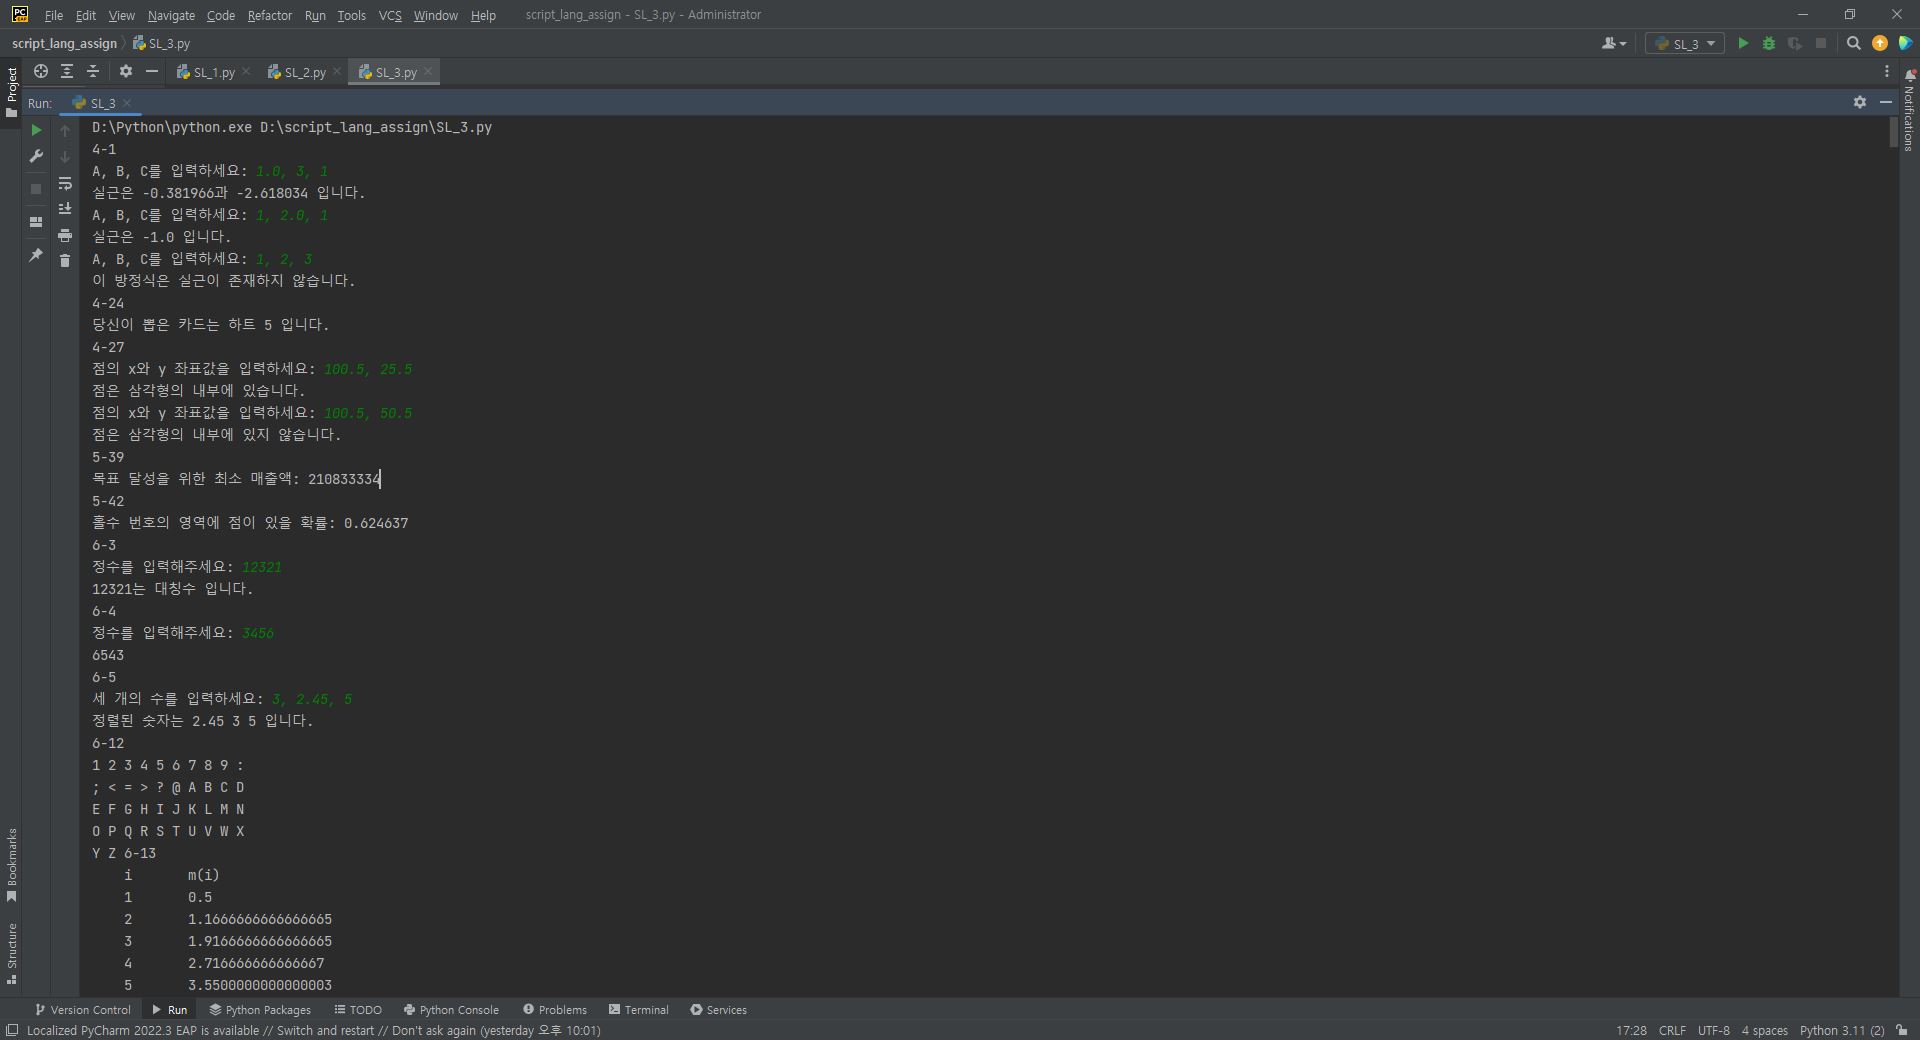 PC
EAP
File Edit View Navigate Code Refactor Run Tools VCS Window Help script_lang_assign - SL_3.py - Administrator
script_lang_assign SL_3.py SL_3
Project SL_1.py SL_2.py SL_3.py
Notifications
Run: SL_3
D:\Python\python.exe D:\script_lang_assign\SL_3.py
4-1
A, B, C를 입력하세요: 1.0, 3, 1
실근은 -0.381966과 -2.618034 입니다.
A, B, C를 입력하세요: 1, 2.0, 1
실근은 -1.0 입니다.
A, B, C를 입력하세요: 1, 2, 3
이 방정식은 실근이 존재하지 않습니다.
4-24
당신이 뽑은 카드는 하트 5 입니다.
4-27
점의 x와 y 좌표값을 입력하세요: 100.5, 25.5
점은 삼각형의 내부에 있습니다.
점의 x와 y 좌표값을 입력하세요: 100.5, 50.5
점은 삼각형의 내부에 있지 않습니다.
5-39
목표 달성을 위한 최소 매출액: 210833334
5-42
홀수 번호의 영역에 점이 있을 확률: 0.624637
6-3
정수를 입력해주세요: 12321
12321는 대칭수 입니다.
6-4
정수를 입력해주세요: 3456
6543
6-5
세 개의 수를 입력하세요: 3, 2.45, 5
정렬된 숫자는 2.45 3 5 입니다.
6-12
1 2 3 4 5 6 7 8 9 :
; < = > ? @ A B C D
E F G H I J K L M N
O P Q R S T U V W X
Y Z 6-13
i m(i)
1 0.5
2 1.1666666666666665
3 1.9166666666666665
4 2.716666666666667
5 3.5500000000000003
Bookmarks
Structure
Version Control Run Python Packages TODO Python Console Problems Terminal Services
Localized PyCharm 2022.3 EAP is available // Switch and restart // Don't ask again (yesterday 오후 10:01) 17:28 CRLF UTF-8 4 spaces Python 3.11 (2)